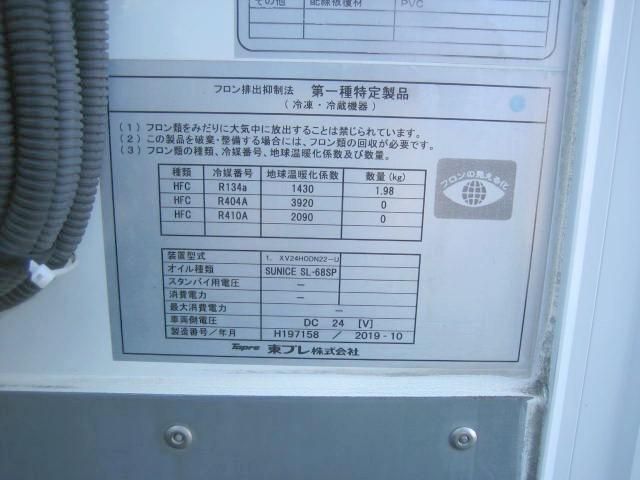 その他 配線被覆材 PVC
フロン排出抑制法 第一種特定製品
(冷凍・冷蔵機器)
(1) フロン類をみだりに大気中に放出することは禁じられています。
(2) この製品を破棄・整備する場合には、フロン類の回収が必要です。
(3) フロン類の種類、冷媒番号、地球温暖化係数及び数量。
種類 冷媒番号 地球温暖化係数 数量(kg)
HFC R134a 1430 1.98
HFC R404A 3920 0
HFC R410A 2090 0
フロンの見える化
装置型式 1. XV24HODN22-U
オイル種類 SUNICE SL-68SP
スタンバイ用電圧 －
消費電力 －
最大消費電力 －
車両側電圧 DC 24 [V]
製造番号／年月 H197158 / 2019-10
Topre 東プレ株式会社